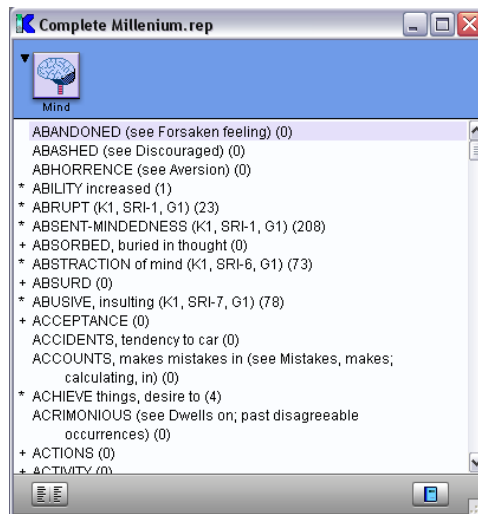 Complete Millenium.rep
Mind
ABANDONED (see Forsaken feeling) (0)
ABASHED (see Discouraged) (0)
ABHORRENCE (see Aversion) (0)
* ABILITY increased (1)
* ABRUPT (K1, SRI-1, G1) (23)
* ABSENT-MINDEDNESS (K1, SRI-1, G1) (208)
+ ABSORBED, buried in thought (0)
* ABSTRACTION of mind (K1, SRI-6, G1) (73)
+ ABSURD (0)
* ABUSIVE, insulting (K1, SRI-7, G1) (78)
+ ACCEPTANCE (0)
ACCIDENTS, tendency to car (0)
ACCOUNTS, makes mistakes in (see Mistakes, makes;
calculating, in) (0)
* ACHIEVE things, desire to (4)
ACRIMONIOUS (see Dwells on; past disagreeable
occurrences) (0)
+ ACTIONS (0)
+ ACTIVITY (0)